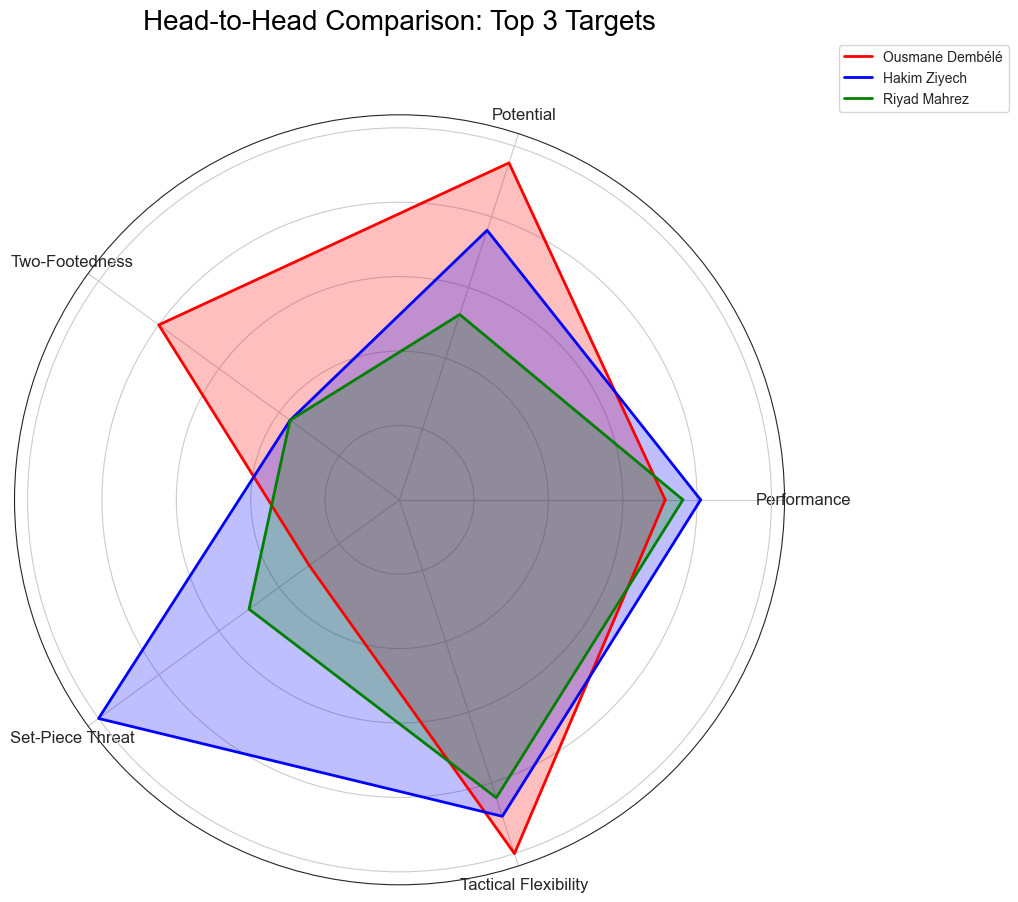 Head-to-Head Comparison: Top 3 Targets
Ousmane Dembélé
Hakim Ziyech
Riyad Mahrez
Potential
Two-Footedness
Performance
Set-Piece Threat
Tactical Flexibility